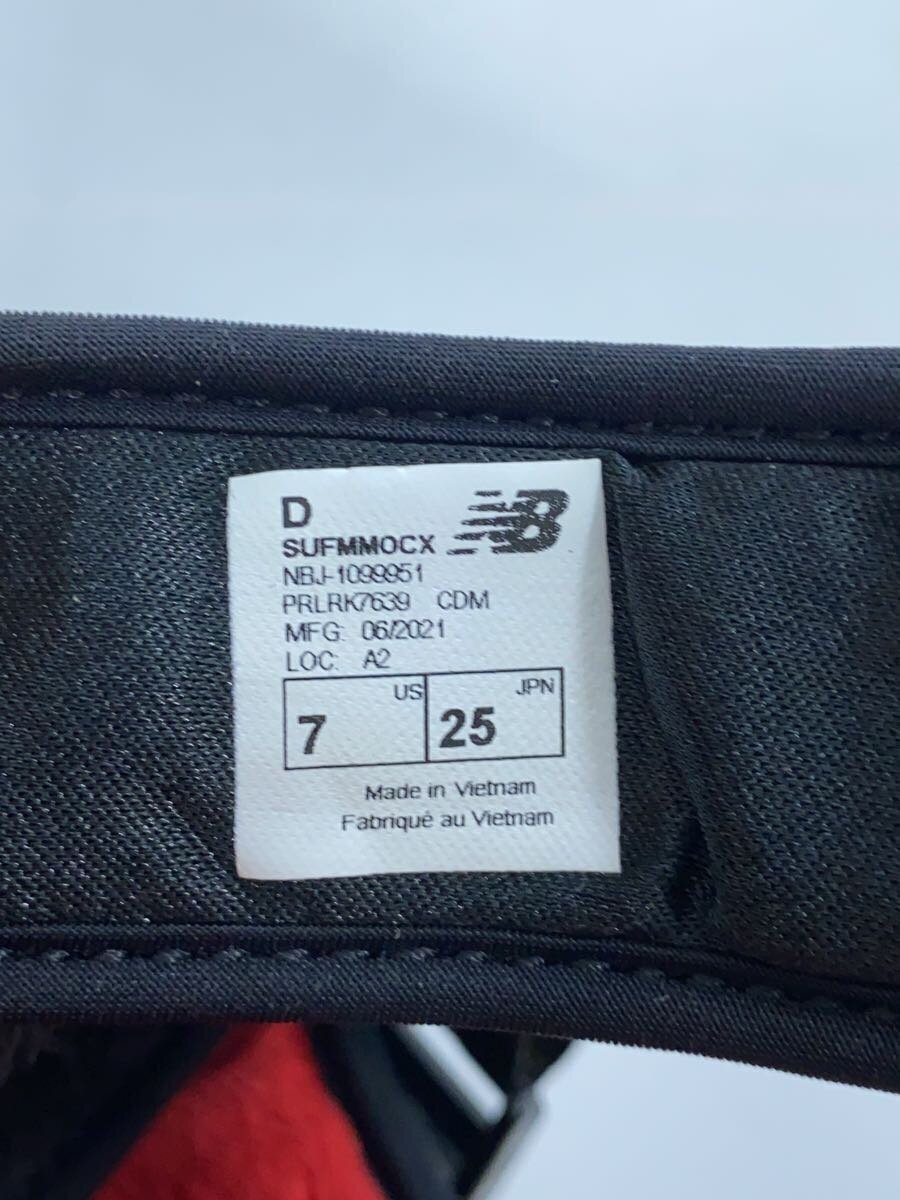 D
SUFMMOCX
NB
NBJ-1099951
PRLRK7639 CDM
MFG: 06/2021
LOC: A2
US JPN
7 25
Made in Vietnam
Fabriqué au Vietnam